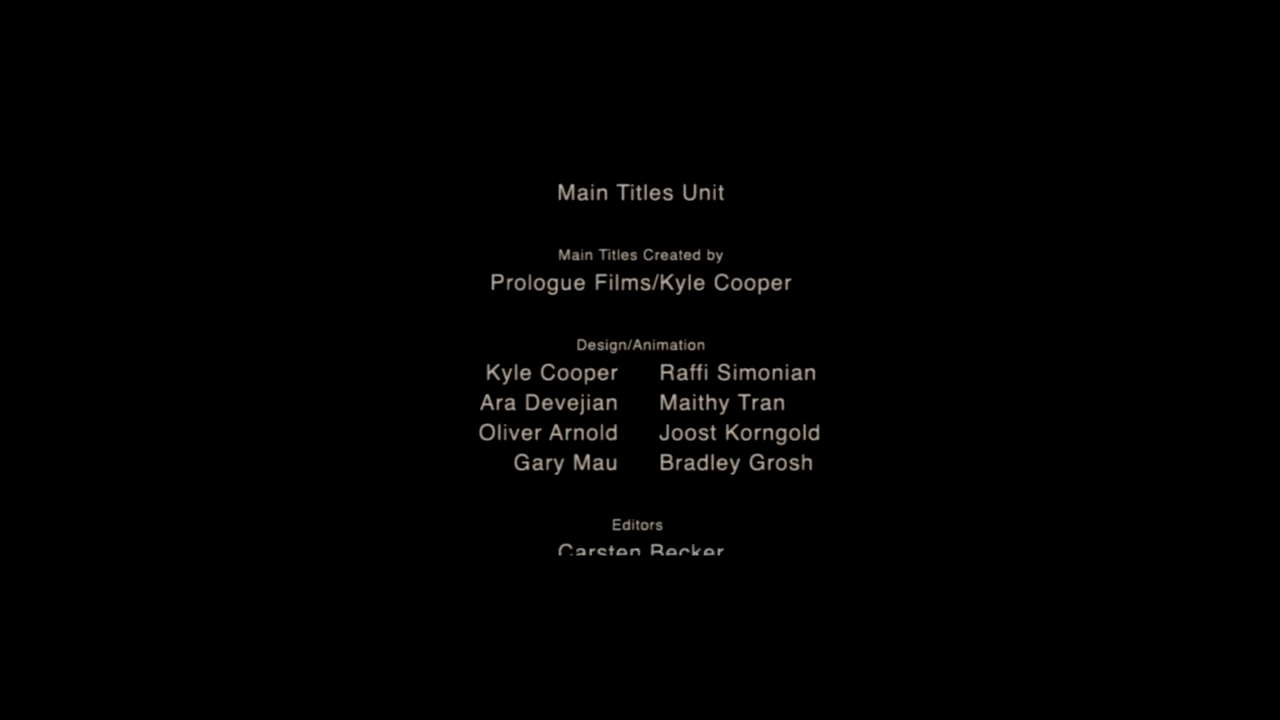 Main Titles Unit
Main Titles Created by
Prologue Films/Kyle Cooper
Design/Animation
Kyle Cooper Raffi Simonian
Ara Devejian Maithy Tran
Oliver Arnold Joost Korngold
Gary Mau Bradley Grosh
Editors
Carsten Becker